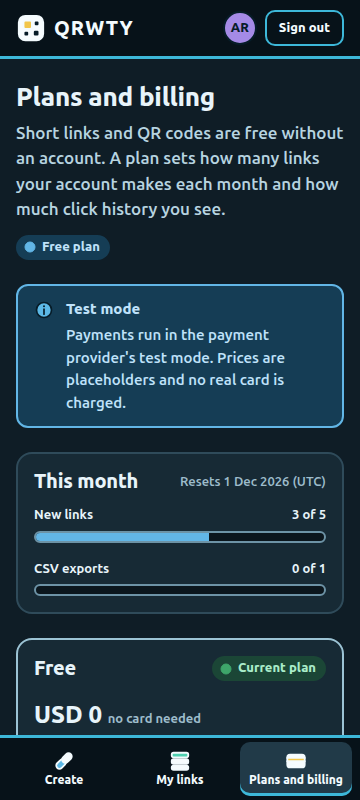 QRWTY
AR
Sign out
Plans and billing
Short links and QR codes are free without
an account. A plan sets how many links
your account makes each month and how
much click history you see.
Free plan
Test mode
Payments run in the payment
provider's test mode. Prices are
placeholders and no real card is
charged.
This month
Resets 1 Dec 2026 (UTC)
New links
3 of 5
CSV exports
0 of 1
Free
Current plan
USD 0 no card needed
Create
My links
Plans and billing